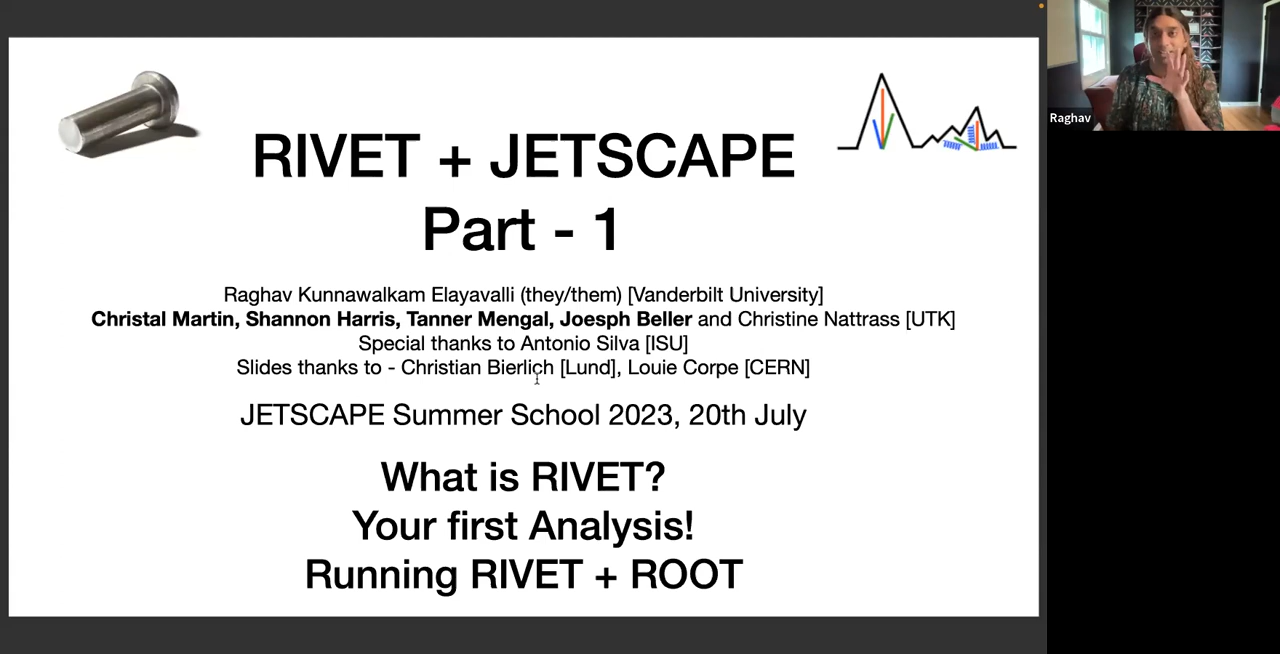 RIVET + JETSCAPE
Part - 1
Raghav Kunnawalkam Elayavalli (they/them) [Vanderbilt University]
Christal Martin, Shannon Harris, Tanner Mengal, Joesph Beller and Christine Nattrass [UTK]
Special thanks to Antonio Silva [ISU]
Slides thanks to - Christian Bierlich [Lund], Louie Corpe [CERN]
JETSCAPE Summer School 2023, 20th July
What is RIVET?
Your first Analysis!
Running RIVET + ROOT
Raghav